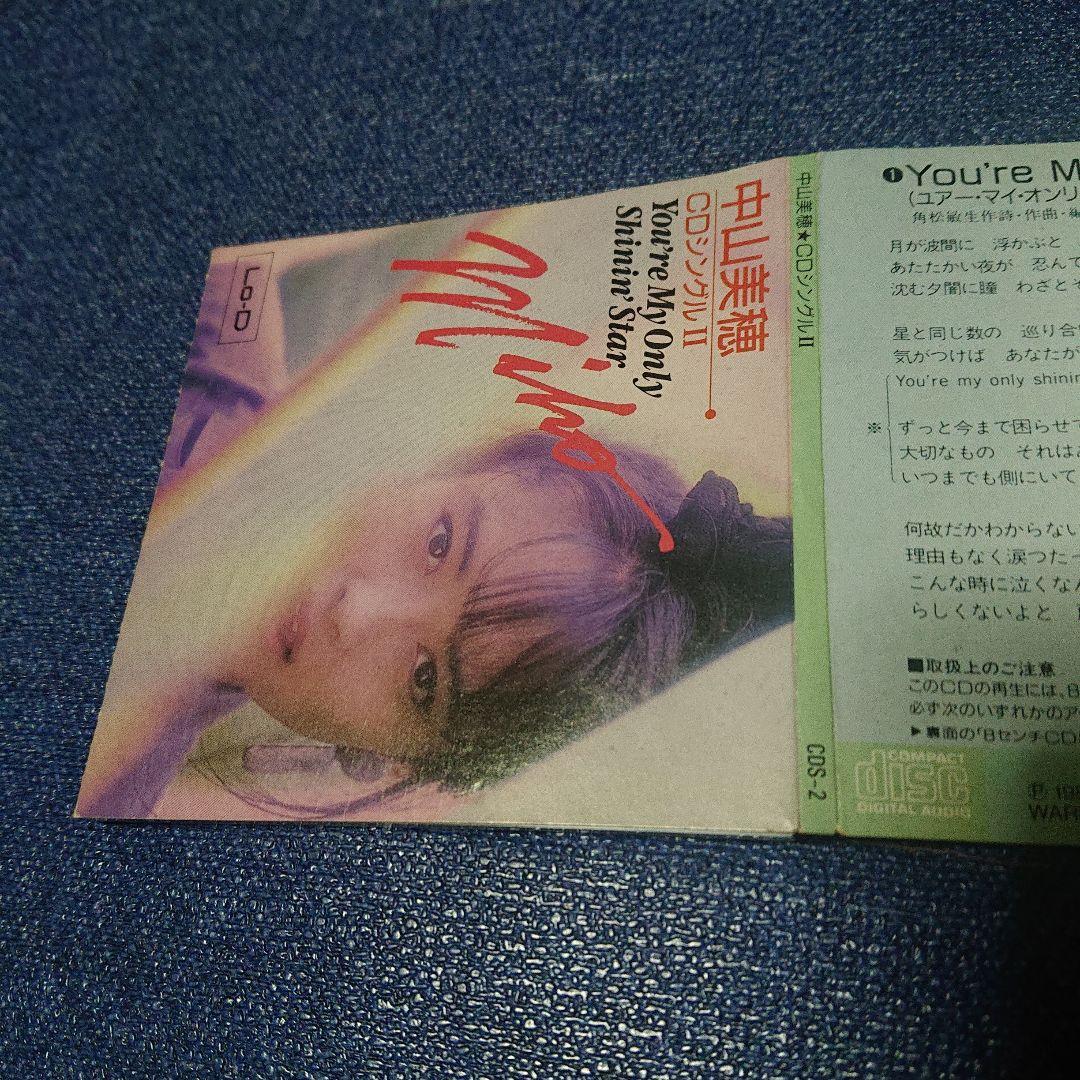 Lo-D
中山美穂
CDシングルII
You're My Only
Shinin' Star
Miho
中山美穂★CDシングルII
CDS-2
❶You're M
(ユアー・マイ・オンリ
角松敏生作詩・作曲・編
月が波間に 浮かぶと
あたたかい夜が 忍んで
沈む夕闇に瞳 わざとそ
星と同じ数の 巡り合
気がつけば あなたが
You're my only shinin
※ ずっと今まで困らせて
大切なもの それはあ
いつまでも側にいて
何故だかわからない
理由もなく涙つたっ
こんな時に泣くなん
らしくないよと
■取扱上のご注意
このCDの再生には、8
必ず次のいずれかのア
▶裏面の「8センチCD
COMPACT
disc
DIGITAL AUDIO
Ⓟ 19
WAR